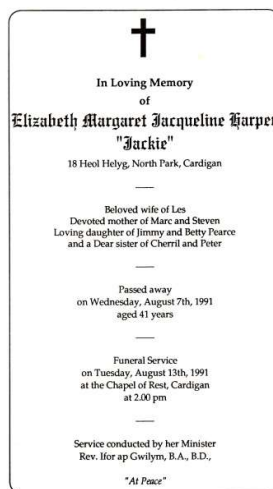 In Loving Memory
of
Elizabeth Margaret Jacqueline Harper
"Jackie"
18 Heol Helyg, North Park, Cardigan
Beloved wife of Les
Devoted mother of Marc and Steven
Loving daughter of Jimmy and Betty Pearce
and a Dear sister of Cherril and Peter
Passed away
on Wednesday, August 7th, 1991
aged 41 years
Funeral Service
on Tuesday, August 13th, 1991
at the Chapel of Rest, Cardigan
at 2.00 pm
Service conducted by her Minister
Rev. Ifor ap Gwilym, B.A., B.D.,
"At Peace"